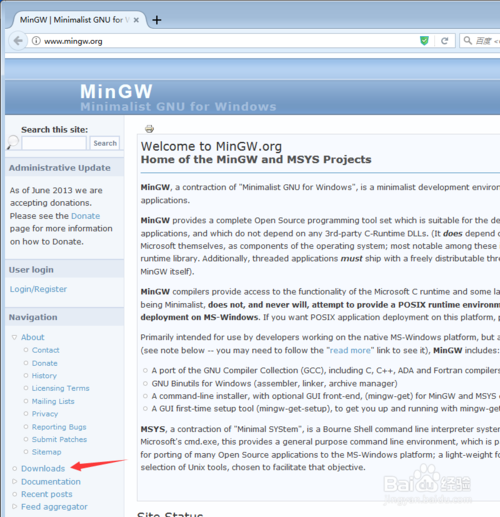 MinGW | Minimalist GNU for W
www.mingw.org
百度
MinGW
Minimalist GNU for Windows
Search this site:
Search
Administrative Update
As of June 2013 we are
accepting donations.
Please see the Donate
page for more information
on how to Donate.
User login
Login/Register
Navigation
About
Contact
Donate
History
Licensing Terms
Mailing Lists
Privacy
Reporting Bugs
Submit Patches
Sitemap
Downloads
Documentation
Recent posts
Feed aggregator
Welcome to MinGW.org
Home of the MinGW and MSYS Projects
MinGW, a contraction of "Minimalist GNU for Windows", is a minimalist development environ
applications.
MinGW provides a complete Open Source programming tool set which is suitable for the de
applications, and which do not depend on any 3rd-party C-Runtime DLLs. (It does depend o
Microsoft themselves, as components of the operating system; most notable among these
runtime library. Additionally, threaded applications must ship with a freely distributable thre
MinGW itself).
MinGW compilers provide access to the functionality of the Microsoft C runtime and some la
being Minimalist, does not, and never will, attempt to provide a POSIX runtime environm
deployment on MS-Windows. If you want POSIX application deployment on this platform, p
Primarily intended for use by developers working on the native MS-Windows platform, but a
(see note below -- you may need to follow the "read more" link to see it), MinGW includes:
A port of the GNU Compiler Collection (GCC), including C, C++, ADA and Fortran compilers
GNU Binutils for Windows (assembler, linker, archive manager)
A command-line installer, with optional GUI front-end, (mingw-get) for MinGW and MSYS
A GUI first-time setup tool (mingw-get-setup), to get you up and running with mingw-get
MSYS, a contraction of "Minimal SYStem", is a Bourne Shell command line interpreter system
Microsoft's cmd.exe, this provides a general purpose command line environment, which is p
for porting of many Open Source applications to the MS-Windows platform; a light-weight f
selection of Unix tools, chosen to facilitate that objective.
Site Status
Baidu 经验
jingyan.baidu.com